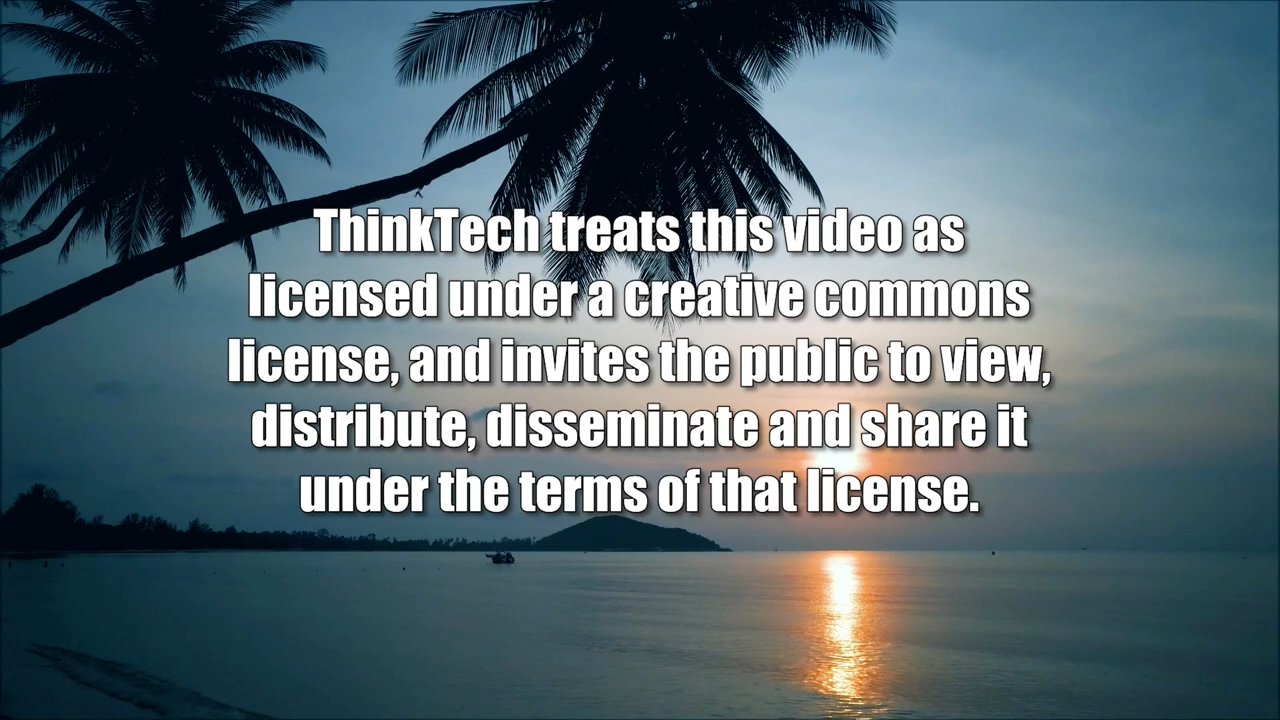 ThinkTech treats this video as
licensed under a creative commons
license, and invites the public to view,
distribute, disseminate and share it
under the terms of that license.